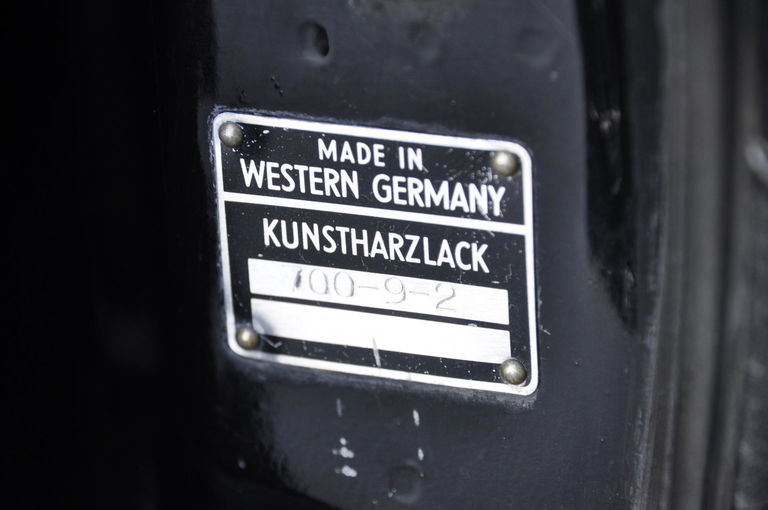 MADE IN
WESTERN GERMANY
KUNSTHARZLACK
700-9-2